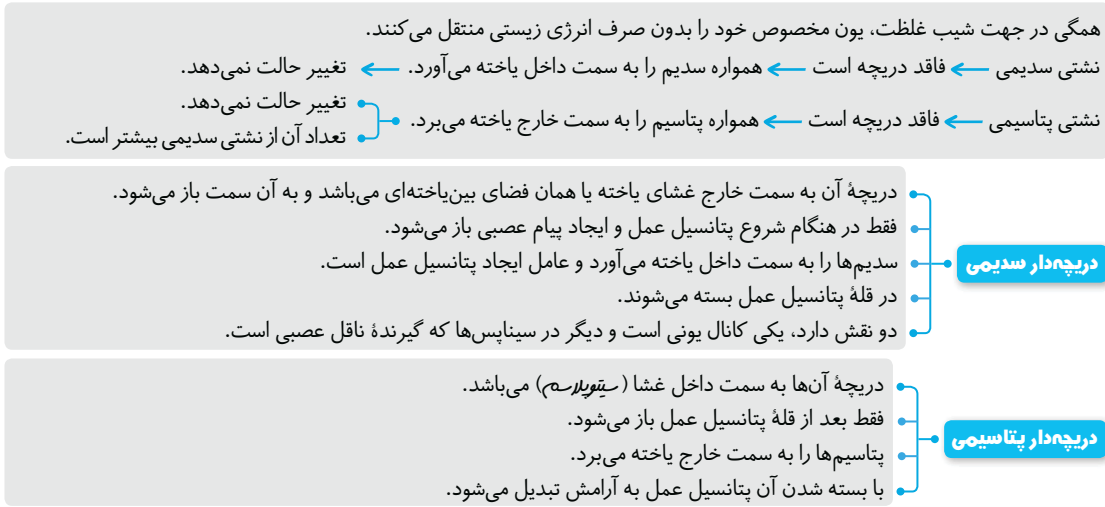 همگی در جهت شیب غلظت، یون مخصوص خود را بدون صرف انرژی زیستی منتقل می‌کنند.
نشتی سدیمی ← فاقد دریچه است ← همواره سدیم را به سمت داخل یاخته می‌آورد. ← تغییر حالت نمی‌دهد.
نشتی پتاسیمی ← فاقد دریچه است ← همواره پتاسیم را به سمت خارج یاخته می‌برد.
تغییر حالت نمی‌دهد.
تعداد آن از نشتی سدیمی بیشتر است.
دریچه‌دار سدیمی
دریچهٔ آن به سمت خارج غشای یاخته یا همان فضای بین‌یاخته‌ای می‌باشد و به آن سمت باز می‌شود.
فقط در هنگام شروع پتانسیل عمل و ایجاد پیام عصبی باز می‌شود.
سدیم‌ها را به سمت داخل یاخته می‌آورد و عامل ایجاد پتانسیل عمل است.
در قلهٔ پتانسیل عمل بسته می‌شوند.
دو نقش دارد، یکی کانال یونی است و دیگر در سیناپس‌ها که گیرندهٔ ناقل عصبی است.
دریچه‌دار پتاسیمی
دریچهٔ آن‌ها به سمت داخل غشا (سیتوپلاسم) می‌باشد.
فقط بعد از قلهٔ پتانسیل عمل باز می‌شود.
پتاسیم‌ها را به سمت خارج یاخته می‌برد.
با بسته شدن آن پتانسیل عمل به آرامش تبدیل می‌شود.